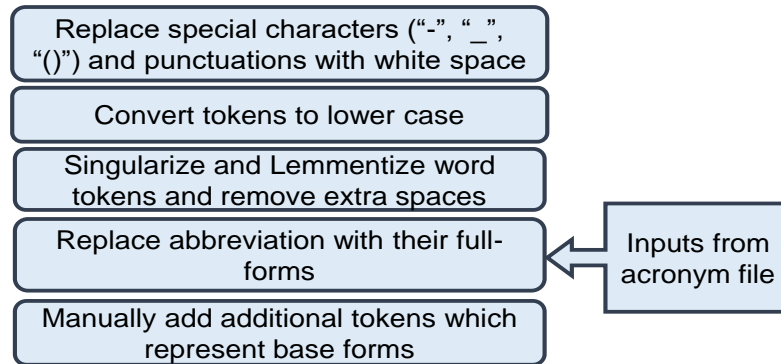 Replace special characters (“-”, “_”,
“()”) and punctuations with white space
Convert tokens to lower case
Singularize and Lemmentize word
tokens and remove extra spaces
Replace abbreviation with their full-
forms
Inputs from
acronym file
Manually add additional tokens which
represent base forms